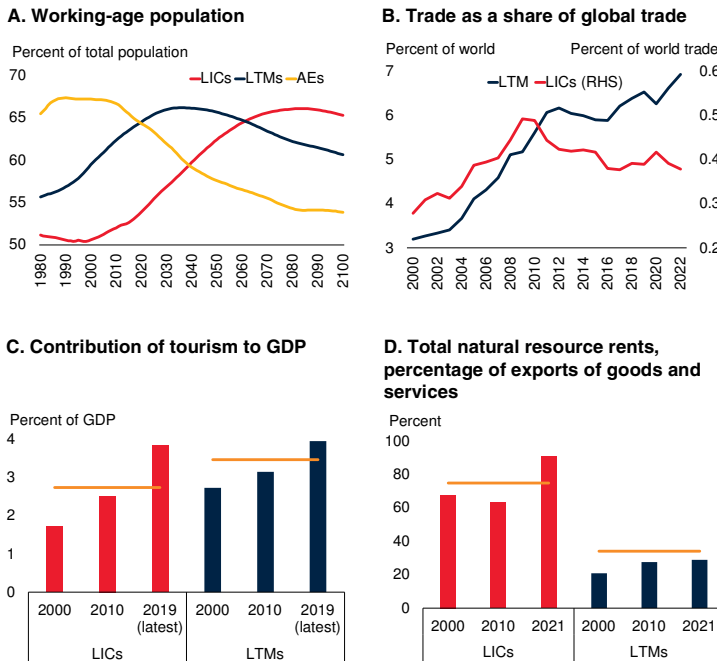 A. Working-age population
Percent of total population
LICs LTMs AEs
70
65
60
55
50
1980 1990 2000 2010 2020 2030 2040 2050 2060 2070 2080 2090 2100
B. Trade as a share of global trade
Percent of world Percent of world trade
LTM LICs (RHS)
7 0.6
6 0.5
5 0.4
4 0.3
3 0.2
2000 2002 2004 2006 2008 2010 2012 2014 2016 2018 2020 2022
C. Contribution of tourism to GDP
Percent of GDP
4
3
2
1
0
2000 2010 2019 2000 2010 2019
(latest) (latest)
LICs LTMs
D. Total natural resource rents,
percentage of exports of goods and
services
Percent
100
80
60
40
20
0
2000 2010 2021 2000 2010 2021
LICs LTMs